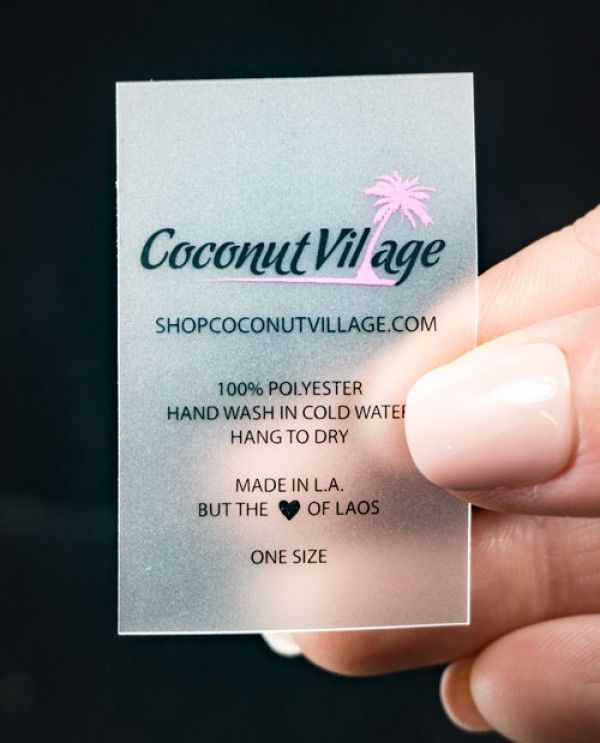 Coconut Village
SHOPCOCONUTVILLAGE.COM
100% POLYESTER
HAND WASH IN COLD WATER
HANG TO DRY
MADE IN L.A.
BUT THE ♥ OF LAOS
ONE SIZE